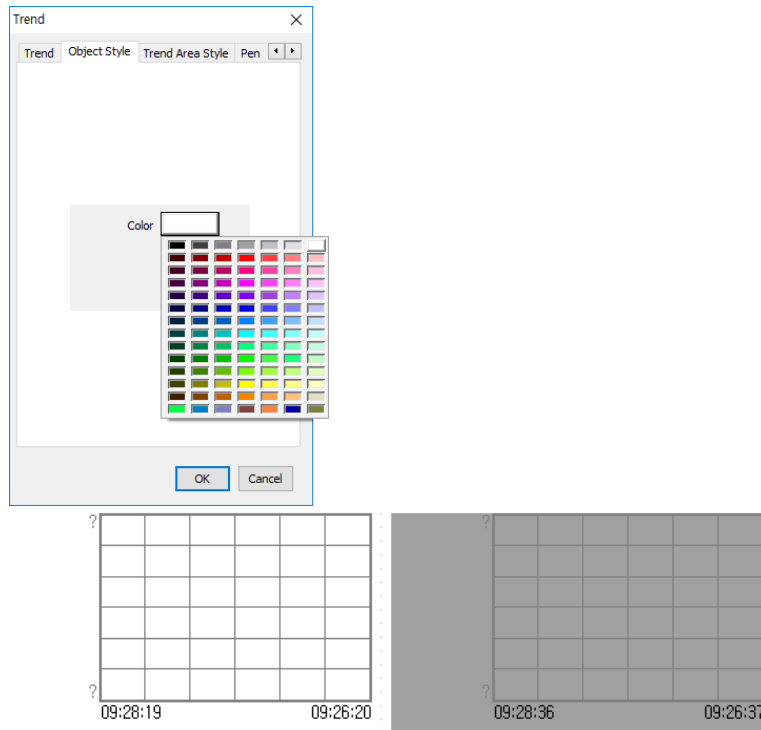 Trend
Trend Object Style Trend Area Style Pen
Color
OK Cancel
? ?
? ?
09:28:19 09:26:20 09:28:36 09:26:37